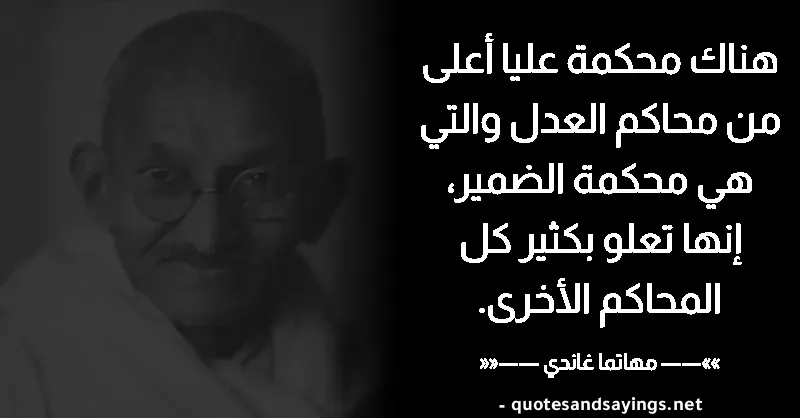 هناك محكمة عليا أعلى
من محاكم العدل والتي
هي محكمة الضمير،
إنها تعلو بكثير كل
المحاكم الأخرى.
»»—— مهاتما غاندي ——««
- quotesandsayings.net